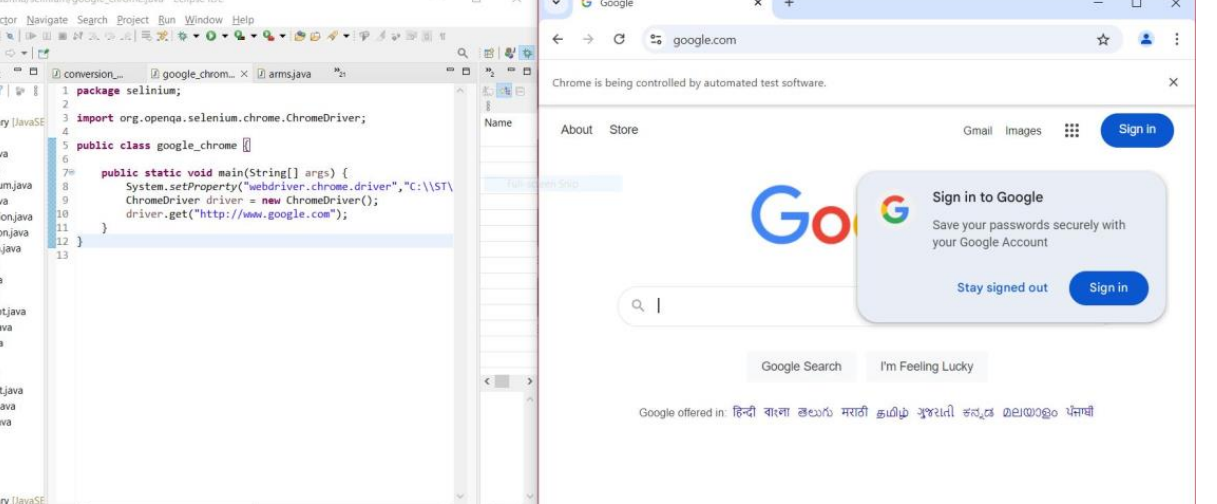 ctor Navigate Search Project Run Window Help
conversion_... google_chrom... arms.java
1 package selinium;
2
3 import org.openqa.selenium.chrome.ChromeDriver;
4
5 public class google_chrome {
6
7 public static void main(String[] args) {
8 System.setProperty("webdriver.chrome.driver","C:\\ST\
9 ChromeDriver driver = new ChromeDriver();
10 driver.get("http://www.google.com");
11 }
12 }
13
ry [JavaSE
va
um.java
va
on.java
on.java
.java
t.java
va
t.java
ava
va
ry [JavaSE
Name
Full-screen Snip
Google
google.com
Chrome is being controlled by automated test software.
About Store Gmail Images Sign in
Goo
Sign in to Google
Save your passwords securely with
your Google Account
Stay signed out Sign in
Google Search I'm Feeling Lucky
Google offered in: हिन्दी বাংলা తెలుగు मराठी தமிழ் ગુજરાતી ಕನ್ನಡ മലയാളം ਪੰਜਾਬੀ